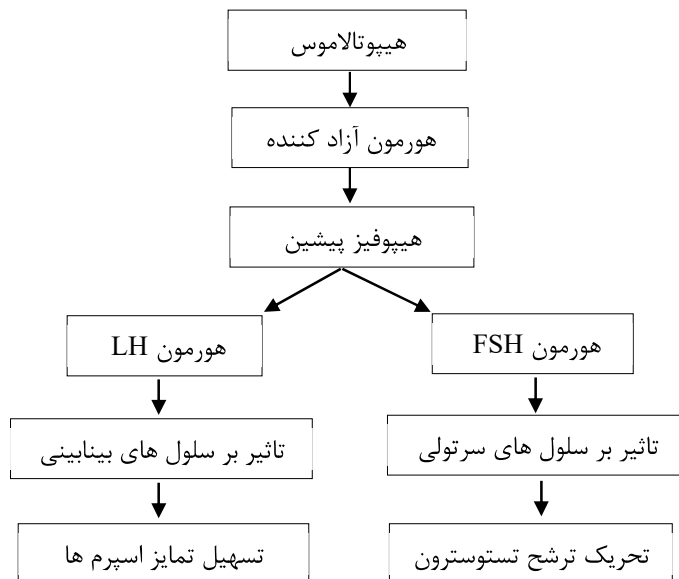 هیپوتالاموس
هورمون آزاد کننده
هیپوفیز پیشین
هورمون FSH
هورمون LH
تاثیر بر سلول های سرتولی
تاثیر بر سلول های بینابینی
تحریک ترشح تستوسترون
تسهیل تمایز اسپرم ها